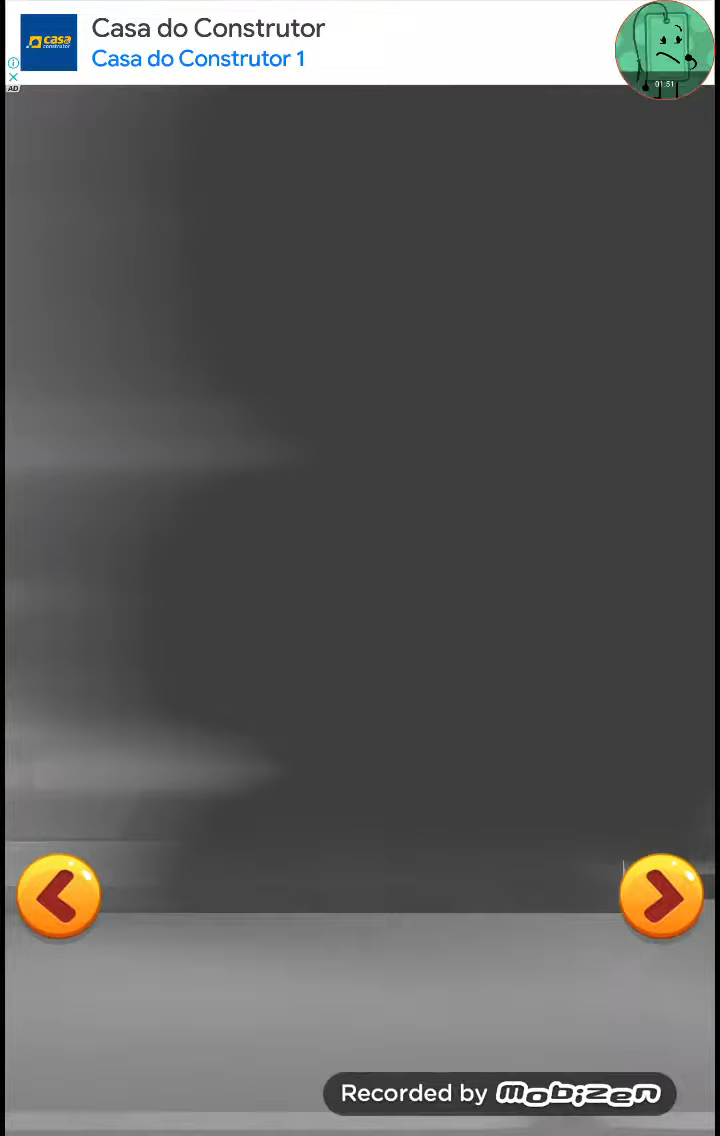 casa
construtor
Casa do Construtor
Casa do Construtor 1
AD
01:51
Recorded by mobizen